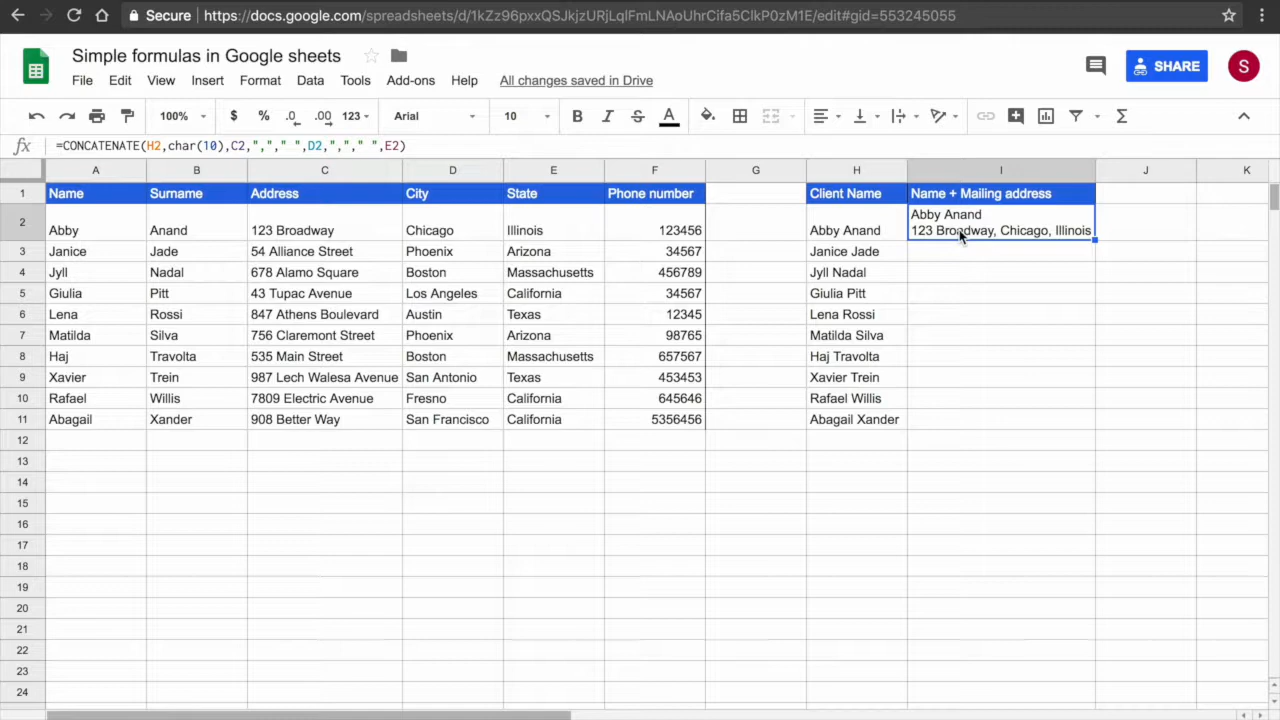 Secure https://docs.google.com/spreadsheets/d/1kZz96pxxQSJkjzURjLqlFmLNAoUhrCifa5ClkP0zM1E/edit#gid=553245055
Simple formulas in Google sheets
File Edit View Insert Format Data Tools Add-ons Help All changes saved in Drive
SHARE
S
100% $ % .0 .00 123 Arial 10 B I S A Σ
fx =CONCATENATE(H2,char(10),C2,","," ",D2,","," ",E2)
A B C D E F G H I J K
1 Name Surname Address City State Phone number Client Name Name + Mailing address
2 Abby Anand 123 Broadway Chicago Illinois 123456 Abby Anand Abby Anand
123 Broadway, Chicago, Illinois
3 Janice Jade 54 Alliance Street Phoenix Arizona 34567 Janice Jade
4 Jyll Nadal 678 Alamo Square Boston Massachusetts 456789 Jyll Nadal
5 Giulia Pitt 43 Tupac Avenue Los Angeles California 34567 Giulia Pitt
6 Lena Rossi 847 Athens Boulevard Austin Texas 12345 Lena Rossi
7 Matilda Silva 756 Claremont Street Phoenix Arizona 98765 Matilda Silva
8 Haj Travolta 535 Main Street Boston Massachusetts 657567 Haj Travolta
9 Xavier Trein 987 Lech Walesa Avenue San Antonio Texas 453453 Xavier Trein
10 Rafael Willis 7809 Electric Avenue Fresno California 645646 Rafael Willis
11 Abagail Xander 908 Better Way San Francisco California 5356456 Abagail Xander
12
13
14
15
16
17
18
19
20
21
22
23
24